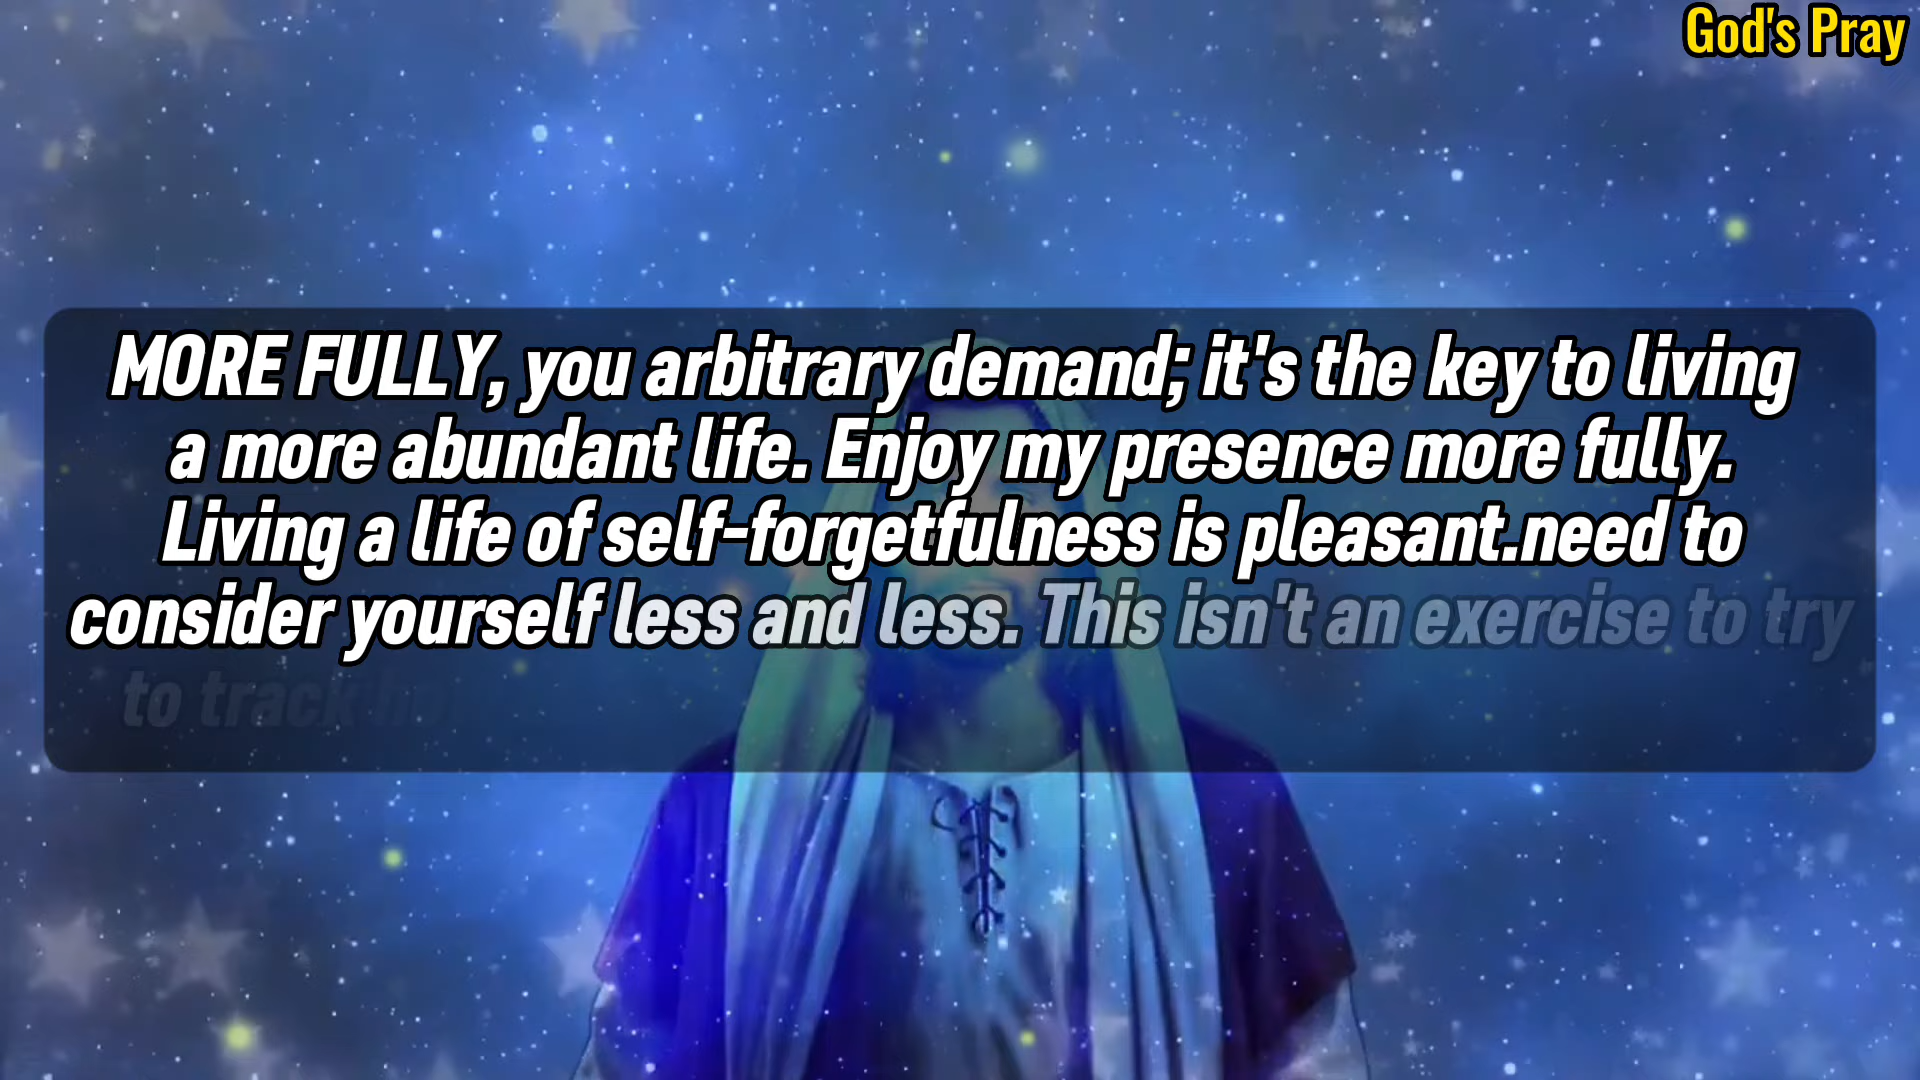 God's Pray
MORE FULLY, you arbitrary demand; it's the key to living
a more abundant life. Enjoy my presence more fully.
Living a life of self-forgetfulness is pleasant.need to
consider yourself less and less. This isn't an exercise to try
to track